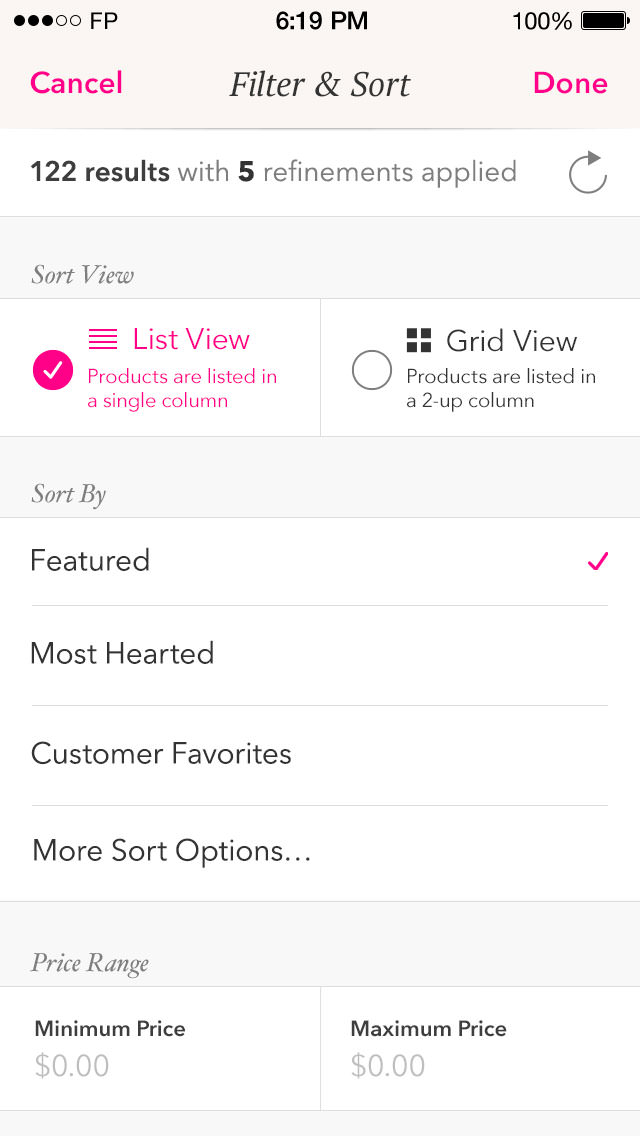 FP 6:19 PM 100%
Cancel Filter & Sort Done
122 results with 5 refinements applied
Sort View
List View
Products are listed in
a single column
Grid View
Products are listed in
a 2-up column
Sort By
Featured
Most Hearted
Customer Favorites
More Sort Options...
Price Range
Minimum Price
$0.00
Maximum Price
$0.00